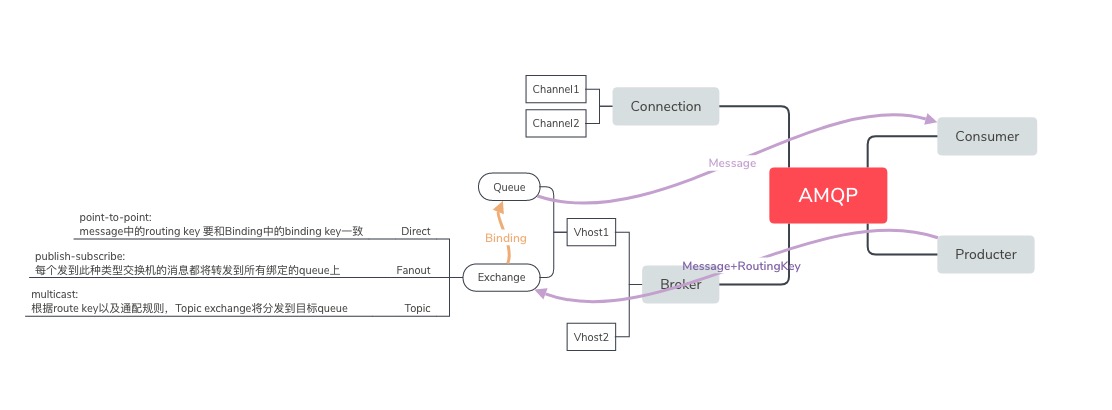 Channel1
Connection
Channel2
Consumer
Message
Queue
AMQP
point-to-point:
message中的routing key 要和Binding中的binding key一致
Direct
Binding
Vhost1
publish-subscribe:
每个发到此种类型交换机的消息都将转发到所有绑定的queue上
Fanout
Exchange
Message+RoutingKey
Producter
Broker
multicast:
根据route key以及通配规则，Topic exchange将分发到目标queue
Topic
Vhost2